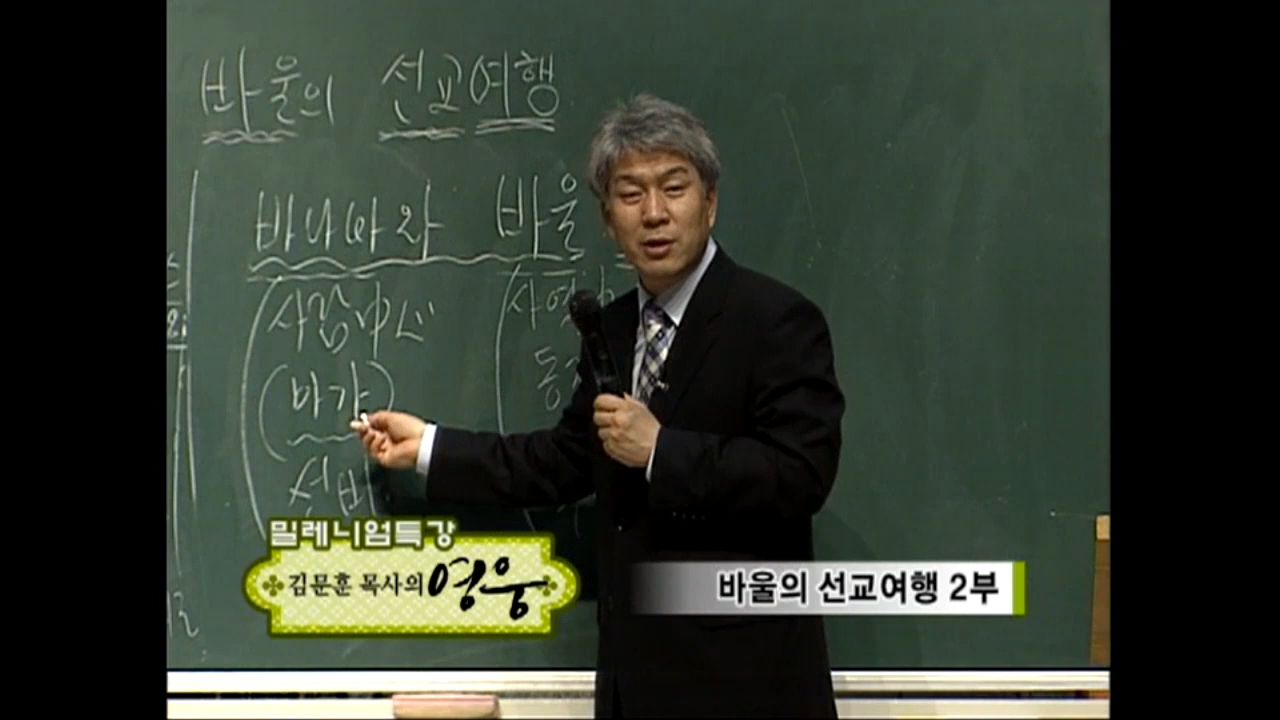 바울의 선교여행
바나바와 바울
사람中心
(마가)
밀레니엄특강
김문훈 목사의 영웅
바울의 선교여행 2부